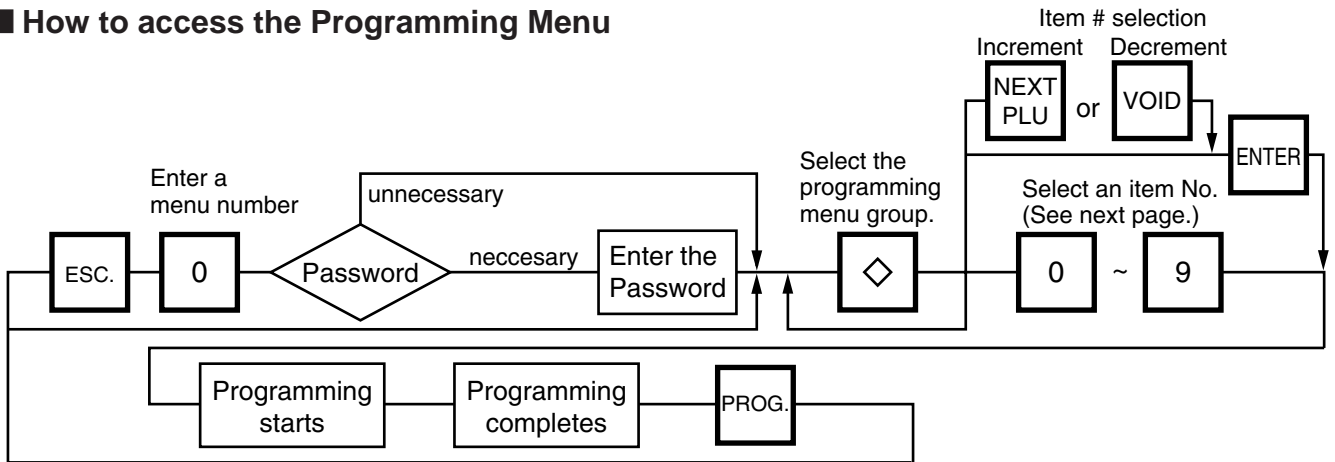 ■ How to access the Programming Menu
Item # selection
Increment Decrement
NEXT
PLU
or
VOID
ENTER
Enter a
menu number
unnecessary
Select the
programming
menu group.
Select an item No.
(See next page.)
ESC.
0
Password
neccesary
Enter the
Password
◇
0
~
9
Programming
starts
Programming
completes
PROG.